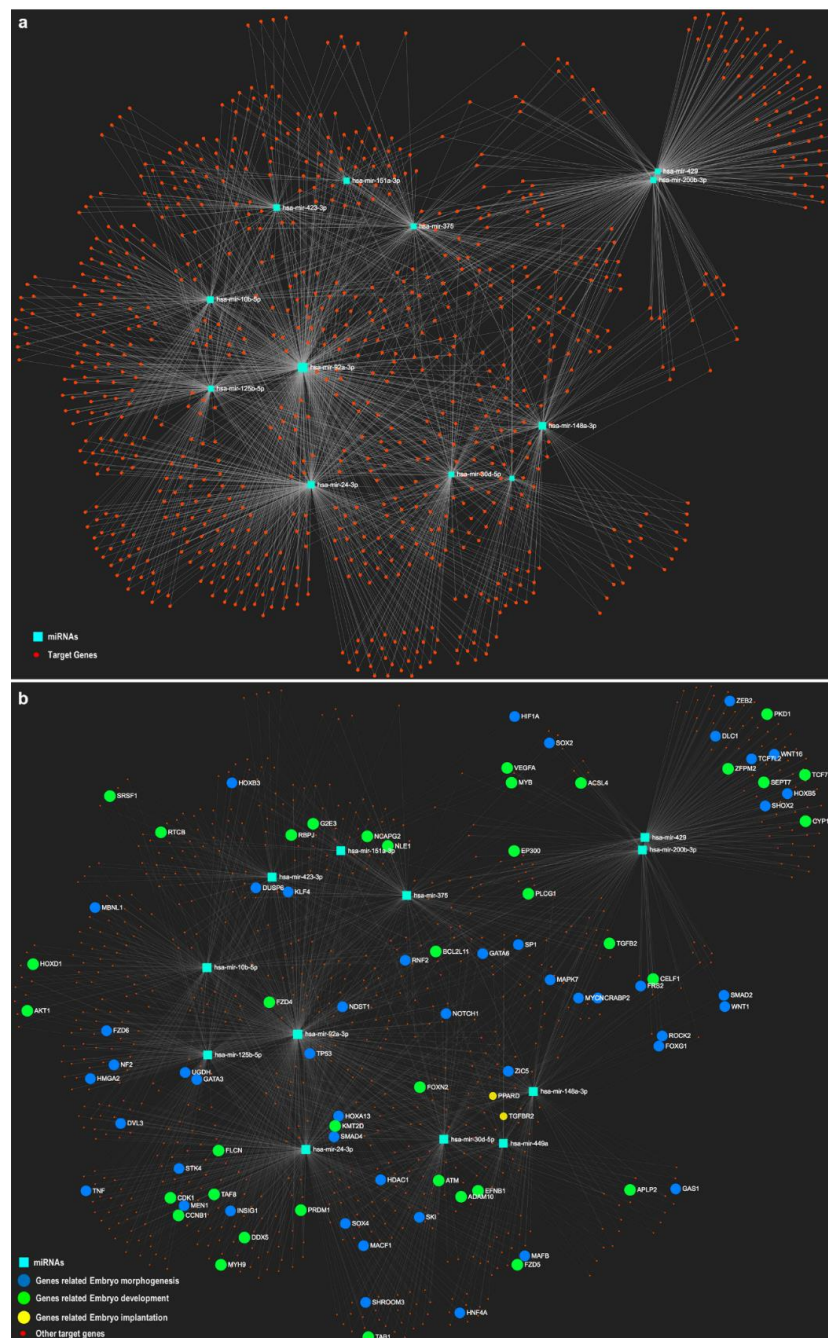 a
hsa-mir-429
hsa-mir-200b-3p
hsa-mir-151a-3p
hsa-mir-423-3p
hsa-mir-375
hsa-mir-10b-5p
hsa-mir-92a-3p
hsa-mir-125b-5p
hsa-mir-148a-3p
hsa-mir-30d-5p
hsa-mir-24-3p
miRNAs
Target Genes
b
ZEB2
HIF1A
PKD1
DLC1
WNT16
SOX2
TCF7L2
VEGFA
ZFPM2
TCF7
HOXB3
MYB
ACSL4
SEPT7
SRSF1
HOXB5
SHOX2
G2E3
CYP1
RTCB
RBPJ
NCAPG2
hsa-mir-429
NLE1
hsa-mir-151a-3p
EP300
hsa-mir-200b-3p
hsa-mir-423-3p
DUSP6
KLF4
hsa-mir-375
PLCG1
MBNL1
SP1
TGFB2
BCL2L11
GATA6
RNF2
HOXD1
hsa-mir-10b-5p
MAPK7
CELF1
FRS2
SMAD2
MYCN
CRABP2
FZD4
NDST1
WNT1
AKT1
NOTCH1
FZD6
hsa-mir-92a-3p
ROCK2
FOXG1
hsa-mir-125b-5p
NF2
UGDH
GATA3
HMGA2
ZIC5
FOXN2
hsa-mir-148a-3p
PPARD
TGFBR2
HOXA13
DVL3
KMT2D
SMAD4
hsa-mir-30d-5p
hsa-mir-449a
FLCN
hsa-mir-24-3p
STK4
HDAC1
ATM
TNF
TAF8
EFNB1
APLP2
GAS1
CDK1
ADAM10
MEN1
INSIG1
PRDM1
CCNB1
SKI
SOX4
DDX6
MACF1
MYH9
MAFB
FZD5
miRNAs
Genes related Embryo morphogenesis
SHROOM3
Genes related Embryo development
HNF4A
Genes related Embryo implantation
Other target genes
TAB1